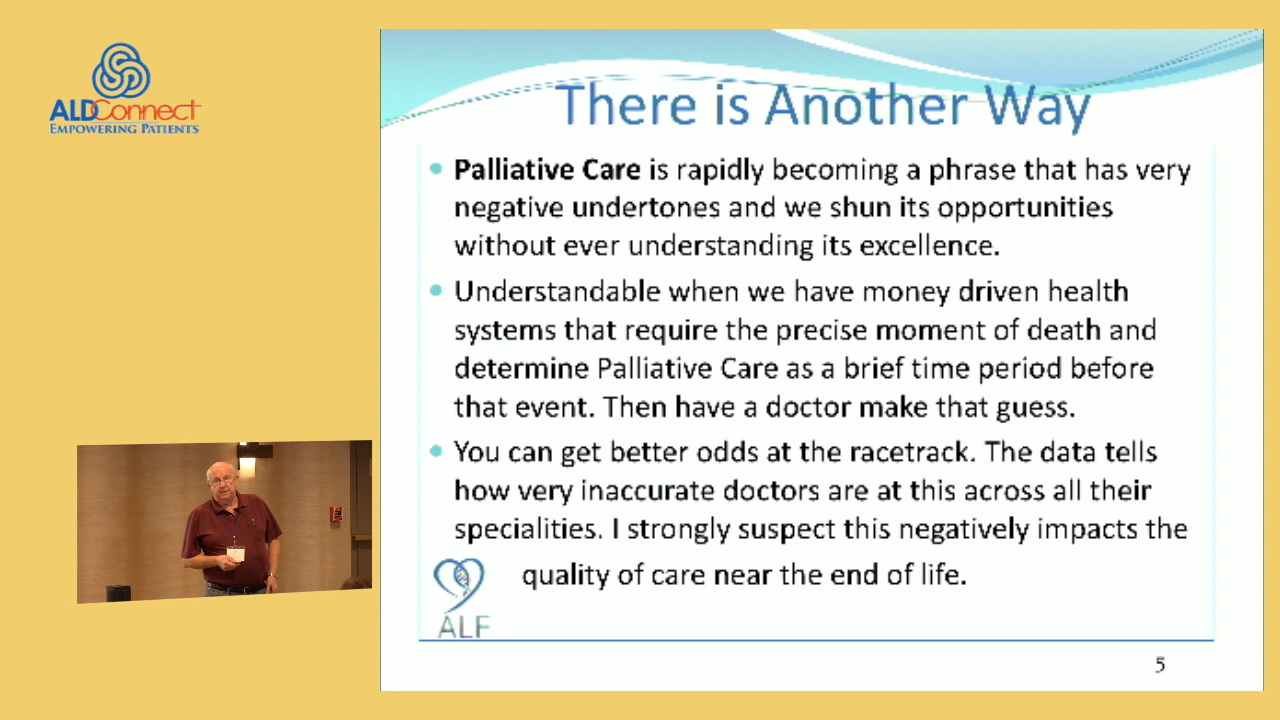 ALDConnect
EMPOWERING PATIENTS
There is Another Way
Palliative Care is rapidly becoming a phrase that has very
negative undertones and we shun its opportunities
without ever understanding its excellence.
Understandable when we have money driven health
systems that require the precise moment of death and
determine Palliative Care as a brief time period before
that event. Then have a doctor make that guess.
You can get better odds at the racetrack. The data tells
how very inaccurate doctors are at this across all their
specialities. I strongly suspect this negatively impacts the
quality of care near the end of life.
ALF
5